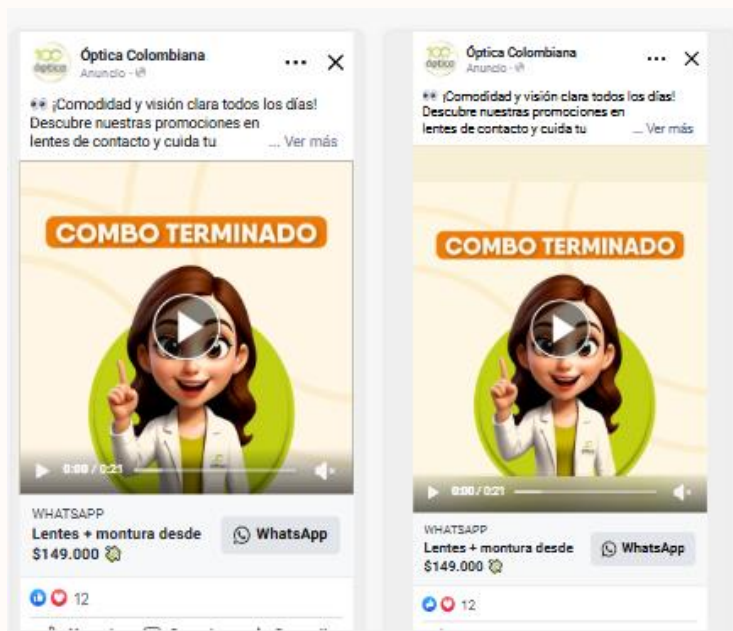 Óptica Colombiana
Anuncio
👀 ¡Comodidad y visión clara todos los días!
Descubre nuestras promociones en
lentes de contacto y cuida tu ... Ver más
COMBO TERMINADO
0:00 / 0:21
WHATSAPP
Lentes + montura desde
$149.000
WhatsApp
12
Óptica Colombiana
Anuncio
👀 ¡Comodidad y visión clara todos los días!
Descubre nuestras promociones en
lentes de contacto y cuida tu ... Ver más
COMBO TERMINADO
0:00 / 0:21
WHATSAPP
Lentes + montura desde
$149.000
WhatsApp
12